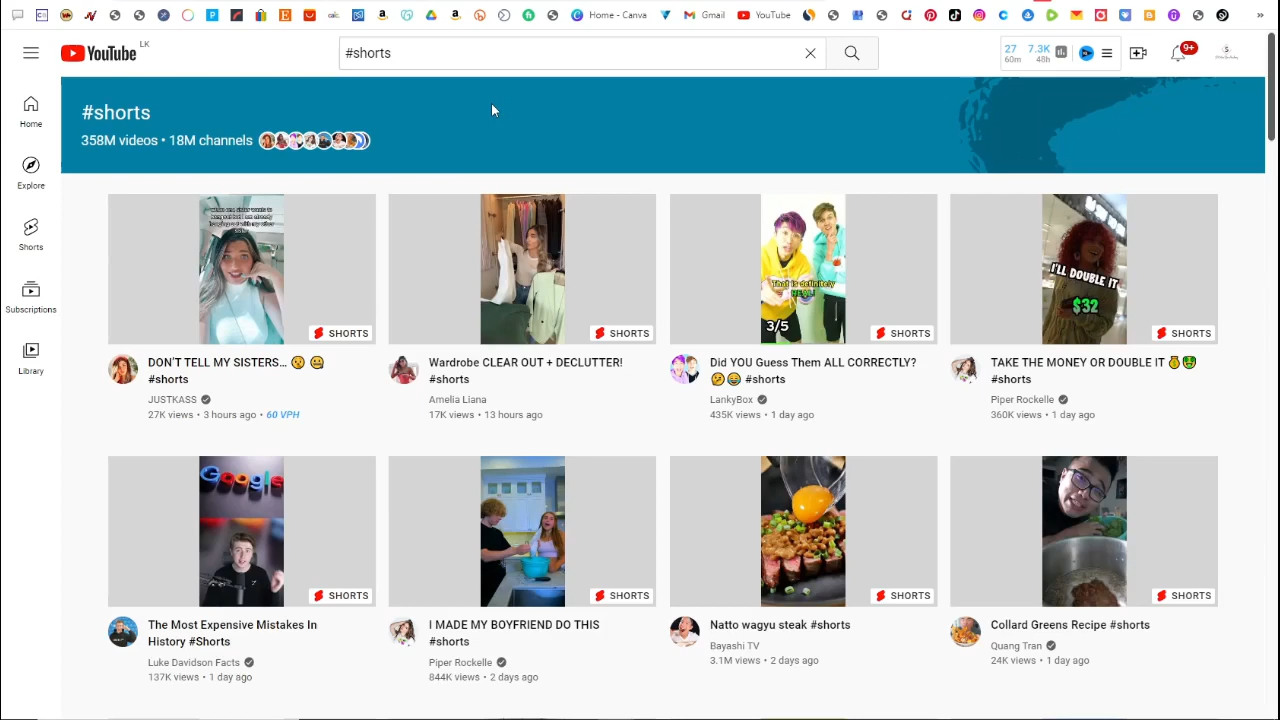 Home - Canva
Gmail
YouTube
»
YouTube
LK
#shorts
27
60m
7.3K
48h
9+
Home
Explore
Shorts
Subscriptions
Library
#shorts
358M videos • 18M channels
SHORTS
DON'T TELL MY SISTERS… 😧 🤐
#shorts
JUSTKASS
27K views • 3 hours ago • 60 VPH
SHORTS
Wardrobe CLEAR OUT + DECLUTTER!
#shorts
Amelia Liana
17K views • 13 hours ago
That is definitely
REAL!
3/5
SHORTS
Did YOU Guess Them ALL CORRECTLY?
🤔😂 #shorts
LankyBox
435K views • 1 day ago
I'LL DOUBLE IT
$32
SHORTS
TAKE THE MONEY OR DOUBLE IT 💰🤑
#shorts
Piper Rockelle
360K views • 1 day ago
Google
SHORTS
The Most Expensive Mistakes In
History #Shorts
Luke Davidson Facts
137K views • 1 day ago
SHORTS
I MADE MY BOYFRIEND DO THIS
#shorts
Piper Rockelle
844K views • 2 days ago
SHORTS
Natto wagyu steak #shorts
Bayashi TV
3.1M views • 2 days ago
SHORTS
Collard Greens Recipe #shorts
Quang Tran
24K views • 1 day ago